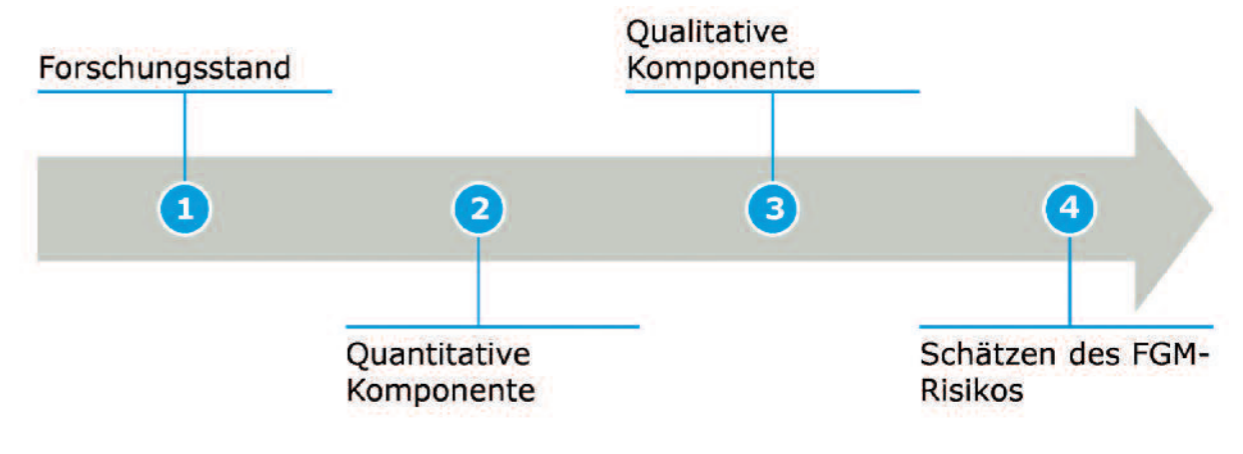 Forschungsstand
1
2
Quantitative
Komponente
Qualitative
Komponente
3
4
Schätzen des FGM-
Risikos